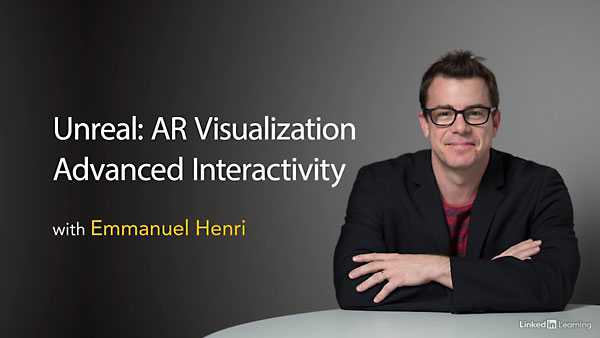 Unreal: AR Visualization
Advanced Interactivity
with Emmanuel Henri
Linked in Learning